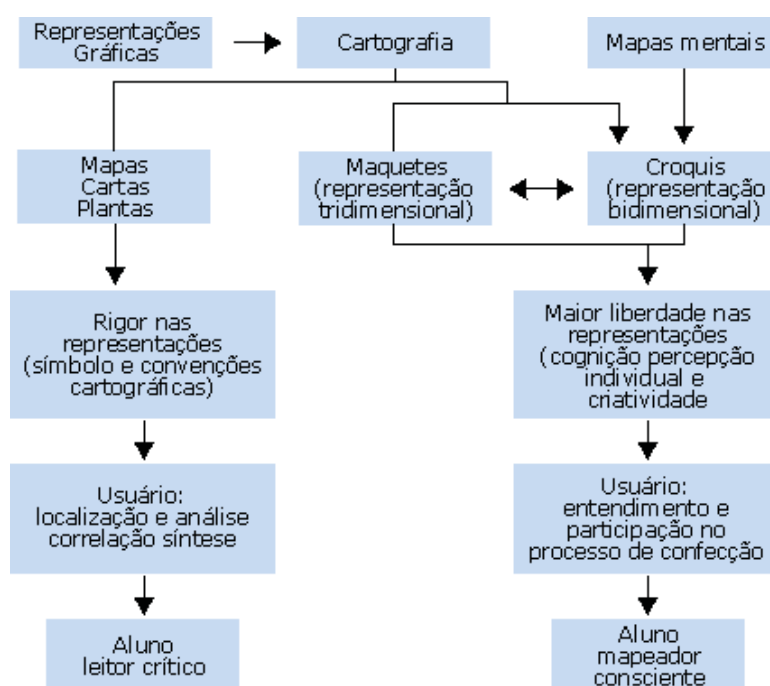 Representações
Gráficas
Cartografia
Mapas mentais
Mapas
Cartas
Plantas
Maquetes
(representação
tridimensional)
Croquis
(representação
bidimensional)
Rigor nas
representações
(símbolo e convenções
cartográficas)
Maior liberdade nas
representações
(cognição percepção
individual e
criatividade
Usuário:
localização e análise
correlação síntese
Usuário:
entendimento e
participação no
processo de confecção
Aluno
leitor crítico
Aluno
mapeador
consciente